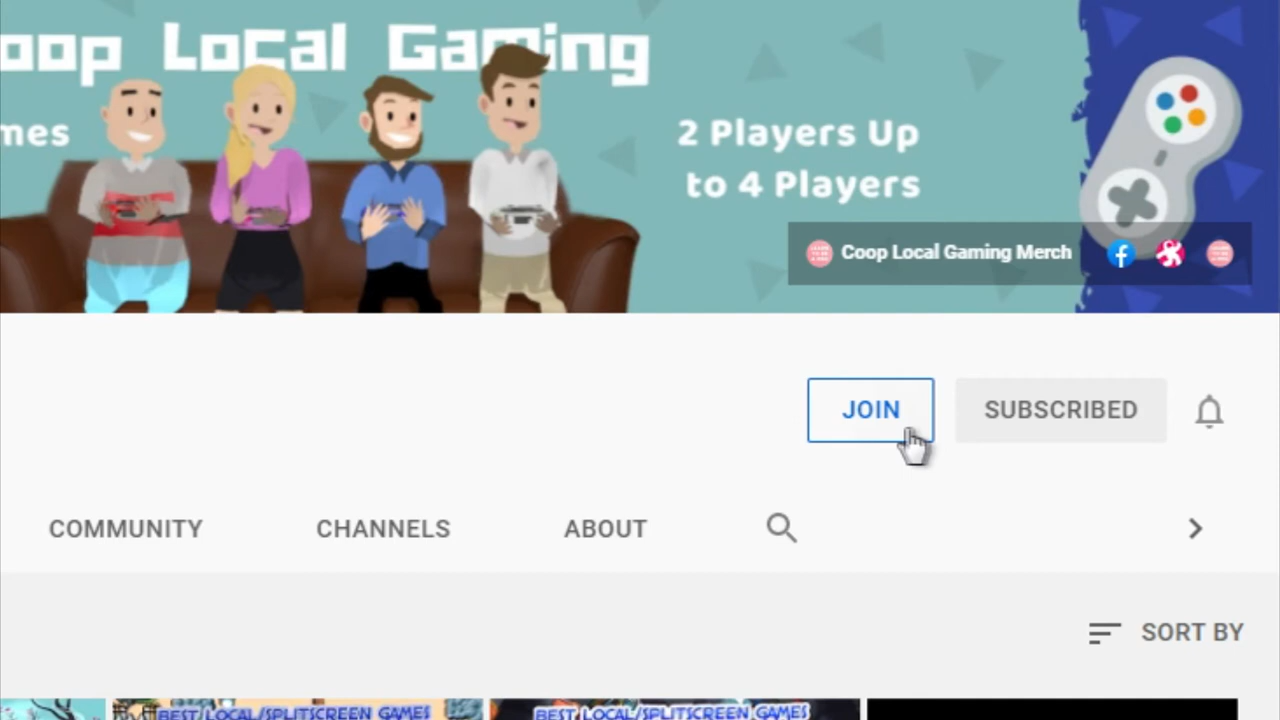 oop Local Gaming
mes
2 Players Up
to 4 Players
Coop Local Gaming Merch
JOIN
SUBSCRIBED
COMMUNITY
CHANNELS
ABOUT
SORT BY
BEST LOCAL/SPLITSCREEN GAMES
BEST LOCAL/SPLITSCREEN GAMES